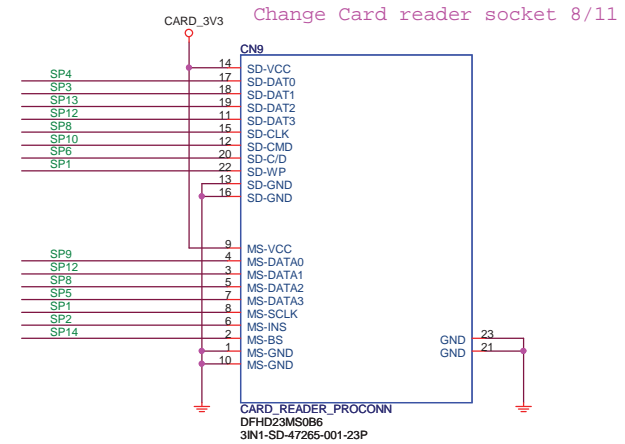 CARD_3V3 Change Card reader socket 8/11
CN9
14 SD-VCC
SP4 17 SD-DAT0
SP3 18 SD-DAT1
SP13 19 SD-DAT2
SP12 11 SD-DAT3
SP8 15 SD-CLK
SP10 12 SD-CMD
SP6 20 SD-C/D
SP1 22 SD-WP
13 SD-GND
16 SD-GND
9 MS-VCC
SP9 4 MS-DATA0
SP12 3 MS-DATA1
SP8 5 MS-DATA2
SP5 7 MS-DATA3
SP1 8 MS-SCLK
SP2 6 MS-INS
SP14 2 MS-BS GND 23
1 MS-GND GND 21
10 MS-GND
CARD_READER_PROCONN
DFHD23MS0B6
3IN1-SD-47265-001-23P